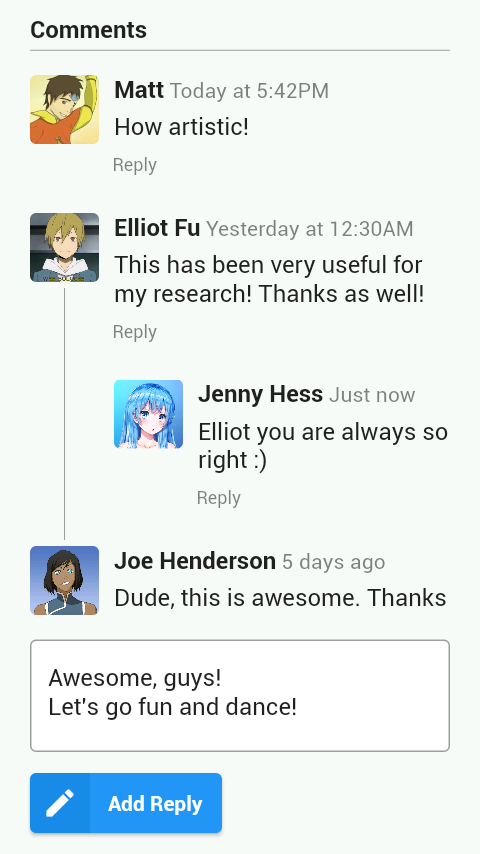 Comments
Matt Today at 5:42PM
How artistic!
Reply
Elliot Fu Yesterday at 12:30AM
This has been very useful for
my research! Thanks as well!
Reply
Jenny Hess Just now
Elliot you are always so
right :)
Reply
Joe Henderson 5 days ago
Dude, this is awesome. Thanks
Awesome, guys!
Let's go fun and dance!
Add Reply